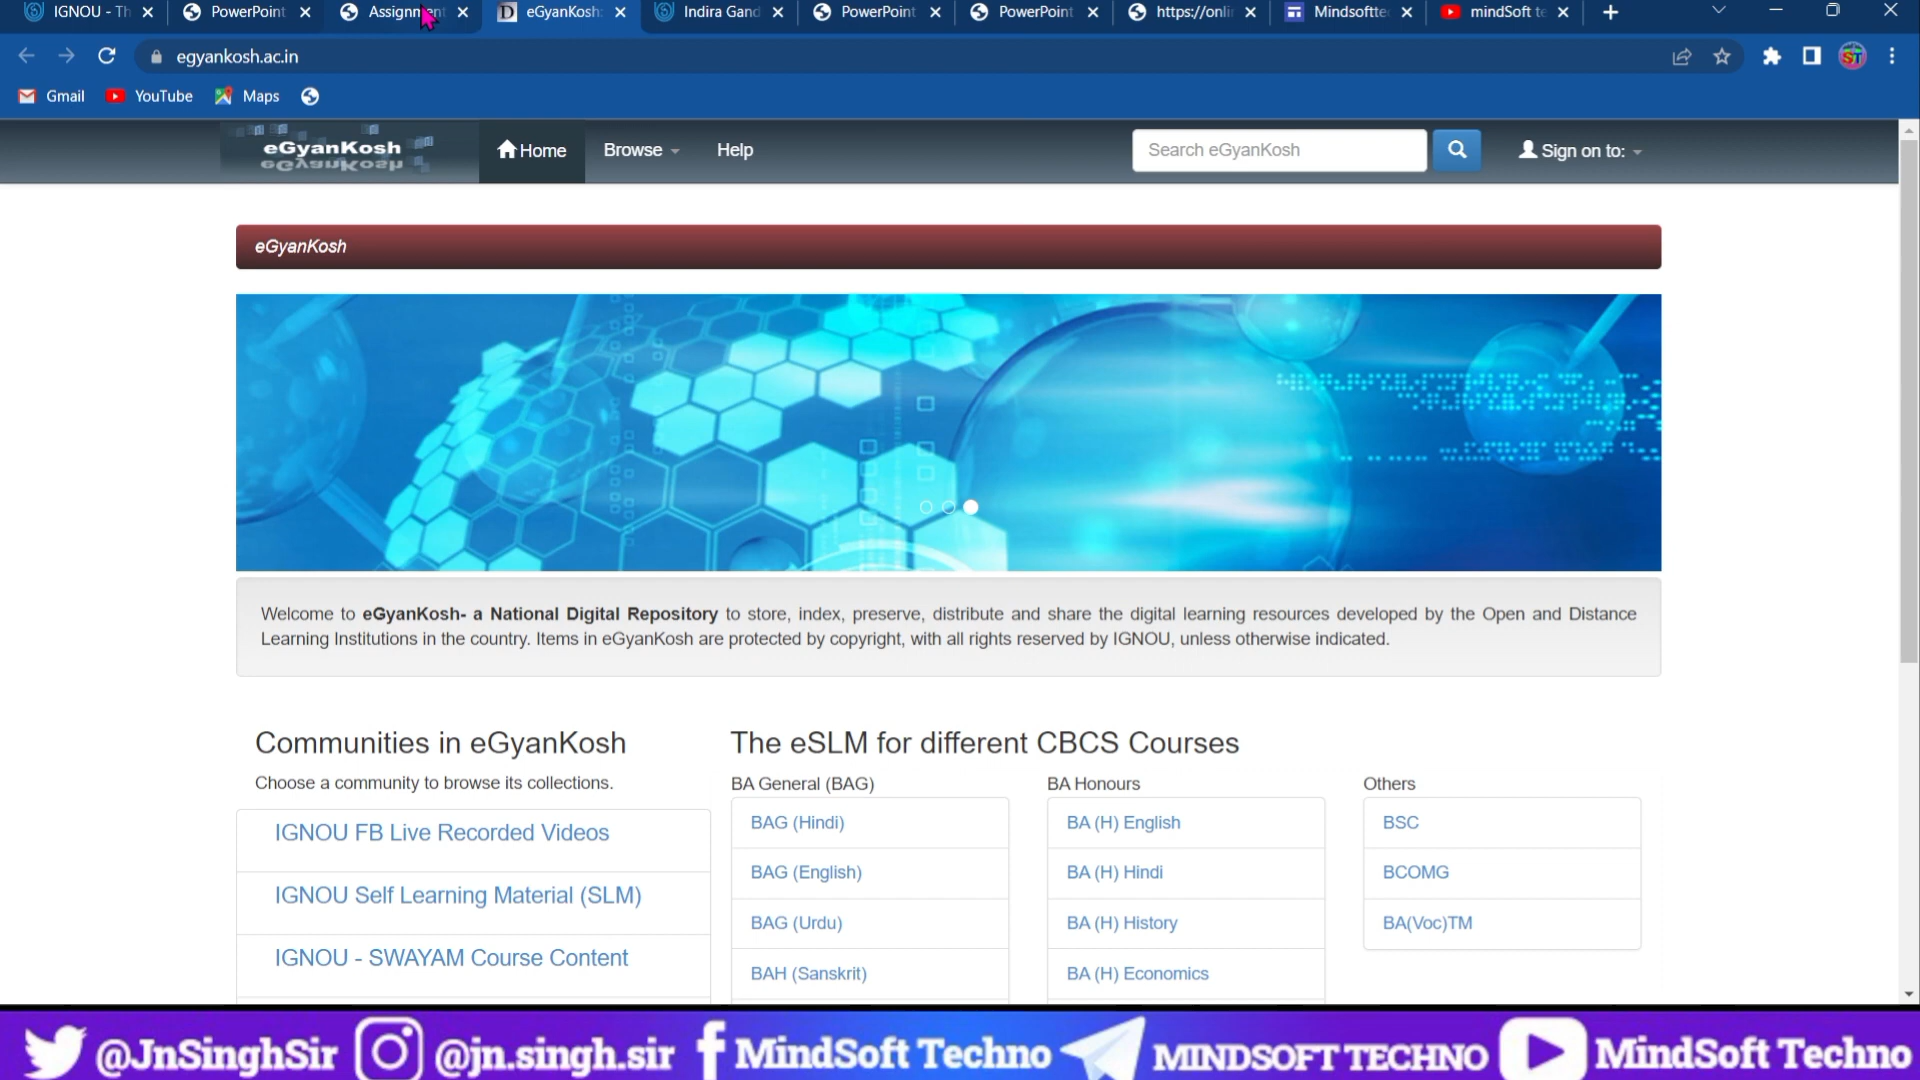 IGNOU - Th
PowerPoint
Assignment
eGyanKosh:
Indira Gand
PowerPoint
PowerPoint
https://onli
Mindsoftte
mindSoft te
egyankosh.ac.in
Gmail
YouTube
Maps
eGyanKosh
Home
Browse
Help
Search eGyanKosh
Sign on to:
eGyanKosh
Welcome to eGyanKosh- a National Digital Repository to store, index, preserve, distribute and share the digital learning resources developed by the Open and Distance
Learning Institutions in the country. Items in eGyanKosh are protected by copyright, with all rights reserved by IGNOU, unless otherwise indicated.
Communities in eGyanKosh
Choose a community to browse its collections.
IGNOU FB Live Recorded Videos
IGNOU Self Learning Material (SLM)
IGNOU - SWAYAM Course Content
The eSLM for different CBCS Courses
BA General (BAG)
BAG (Hindi)
BAG (English)
BAG (Urdu)
BAH (Sanskrit)
BA Honours
BA (H) English
BA (H) Hindi
BA (H) History
BA (H) Economics
Others
BSC
BCOMG
BA(Voc)TM
@JnSinghSir
@jn.singh.sir
MindSoft Techno
MINDSOFT TECHNO
MindSoft Techno